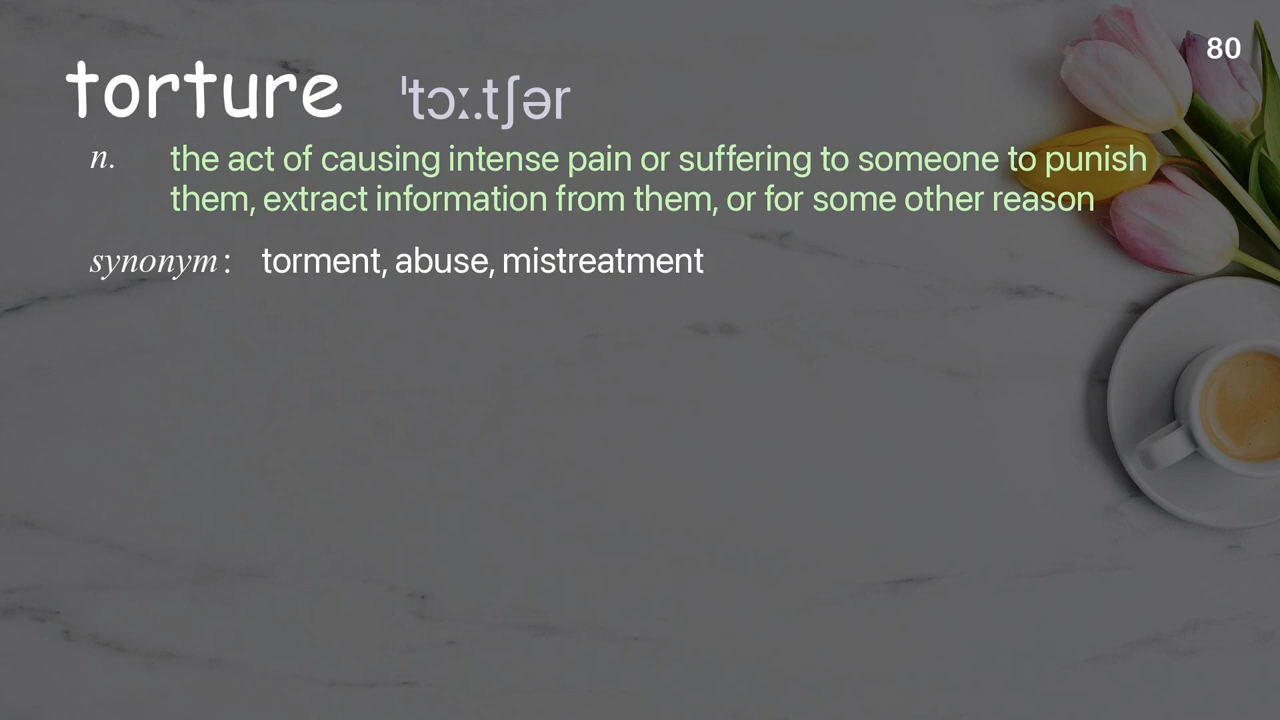 80
torture ˈtɔː.tʃər
n. the act of causing intense pain or suffering to someone to punish
them, extract information from them, or for some other reason
synonym: torment, abuse, mistreatment